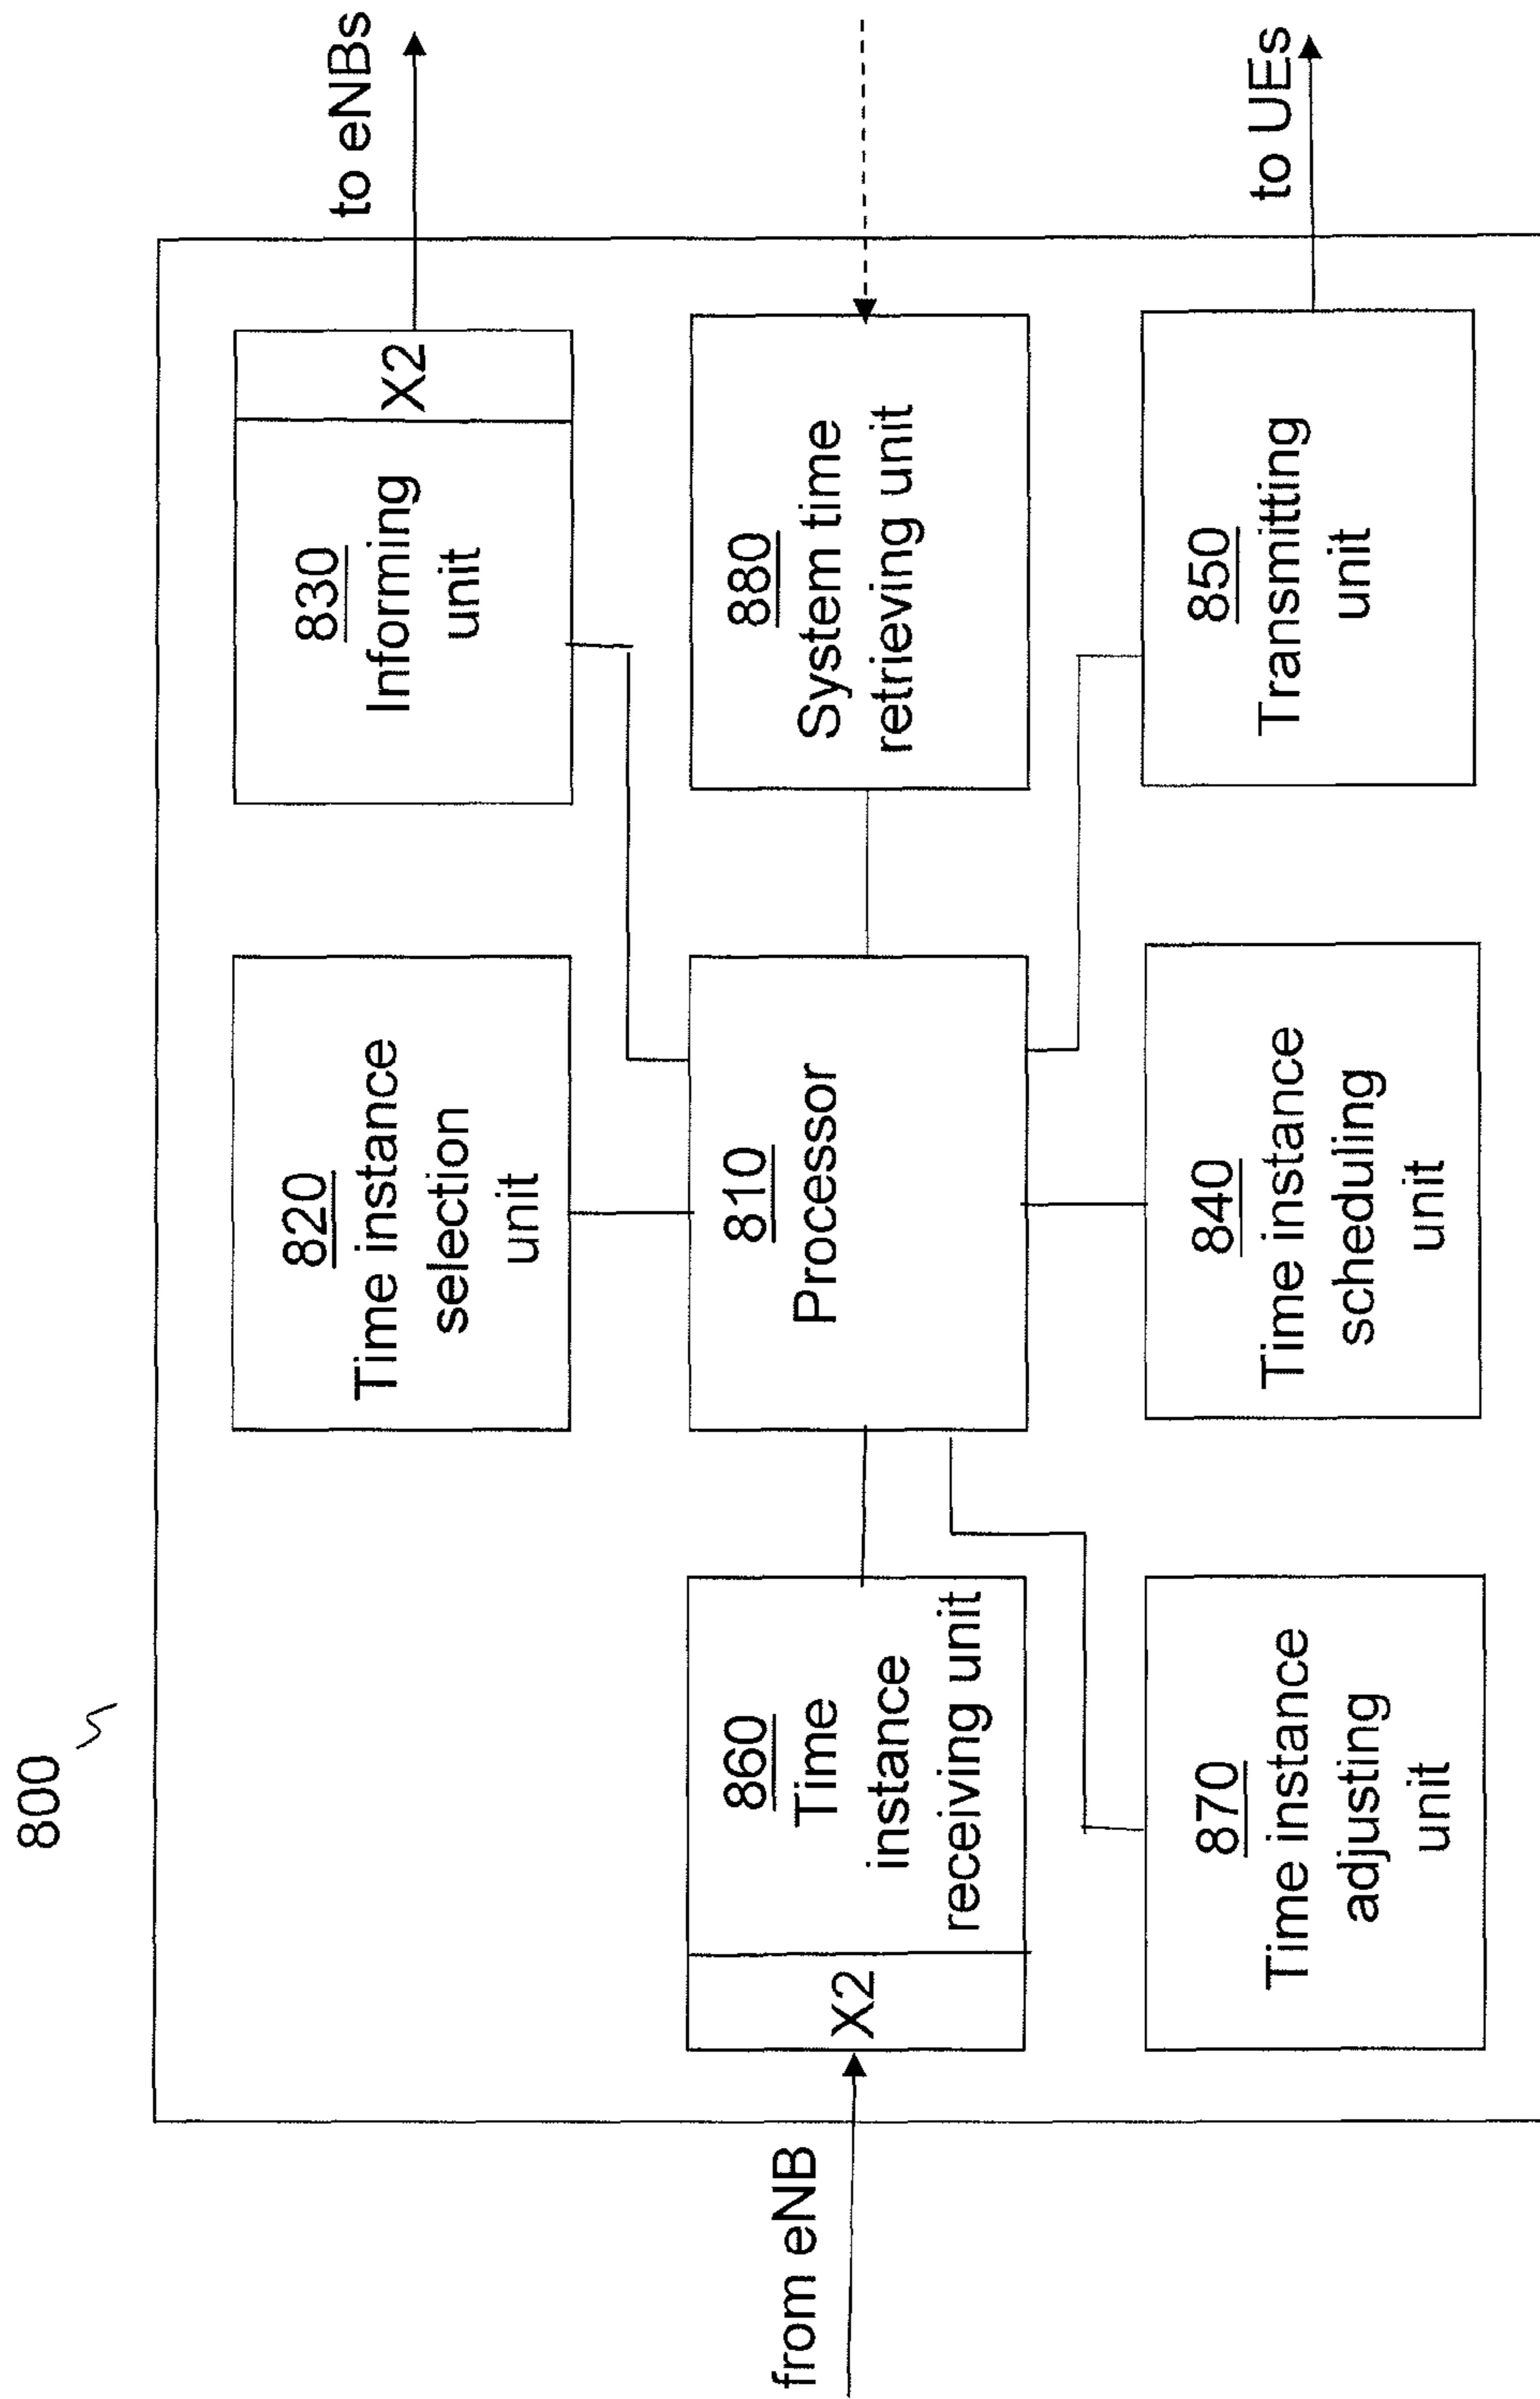 800
to eNBs
820
Time instance
selection
unit
830
Informing
unit
X2
from eNB
X2
860
Time
instance
receiving unit
810
Processor
880
System time
retrieving unit
870
Time instance
adjusting
unit
840
Time instance
scheduling
unit
850
Transmitting
unit
to UEs